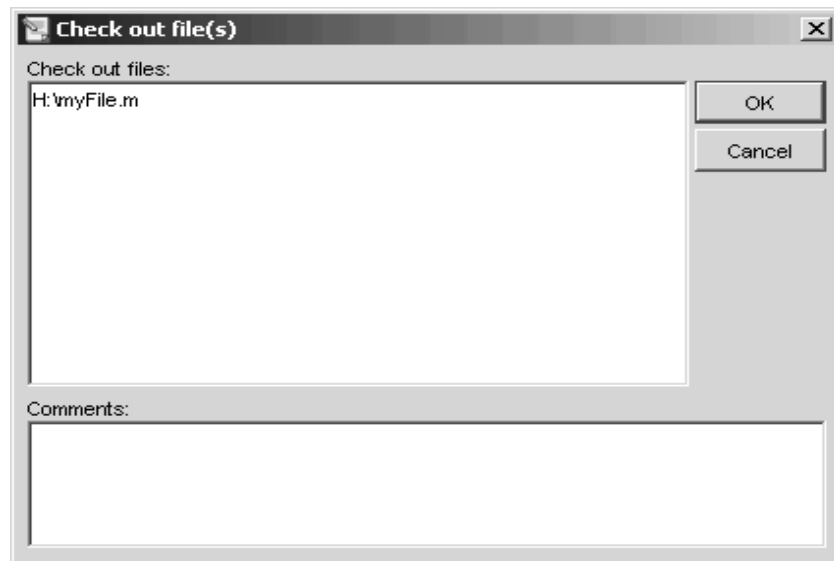 Check out file(s)
Check out files:
H:\myFile.m
OK
Cancel
Comments: